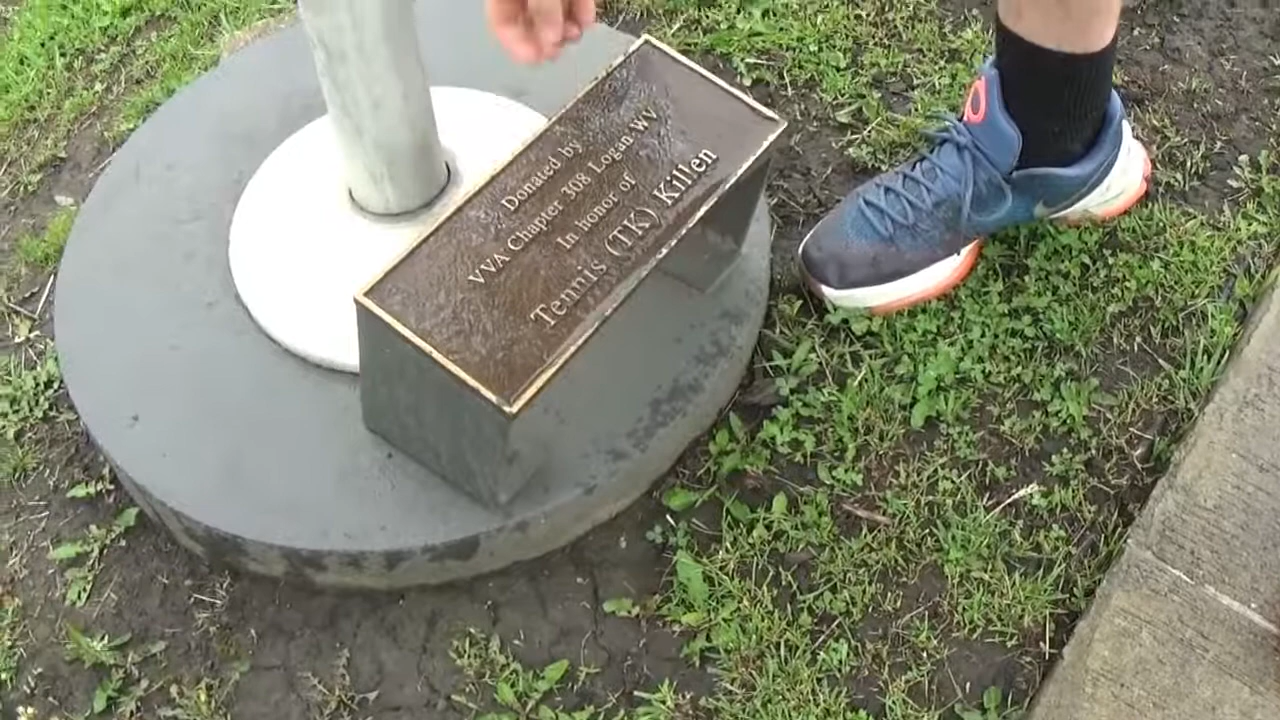 Donated by
VVA Chapter 308 Logan WV
In honor of
Tennis (TK) Killen